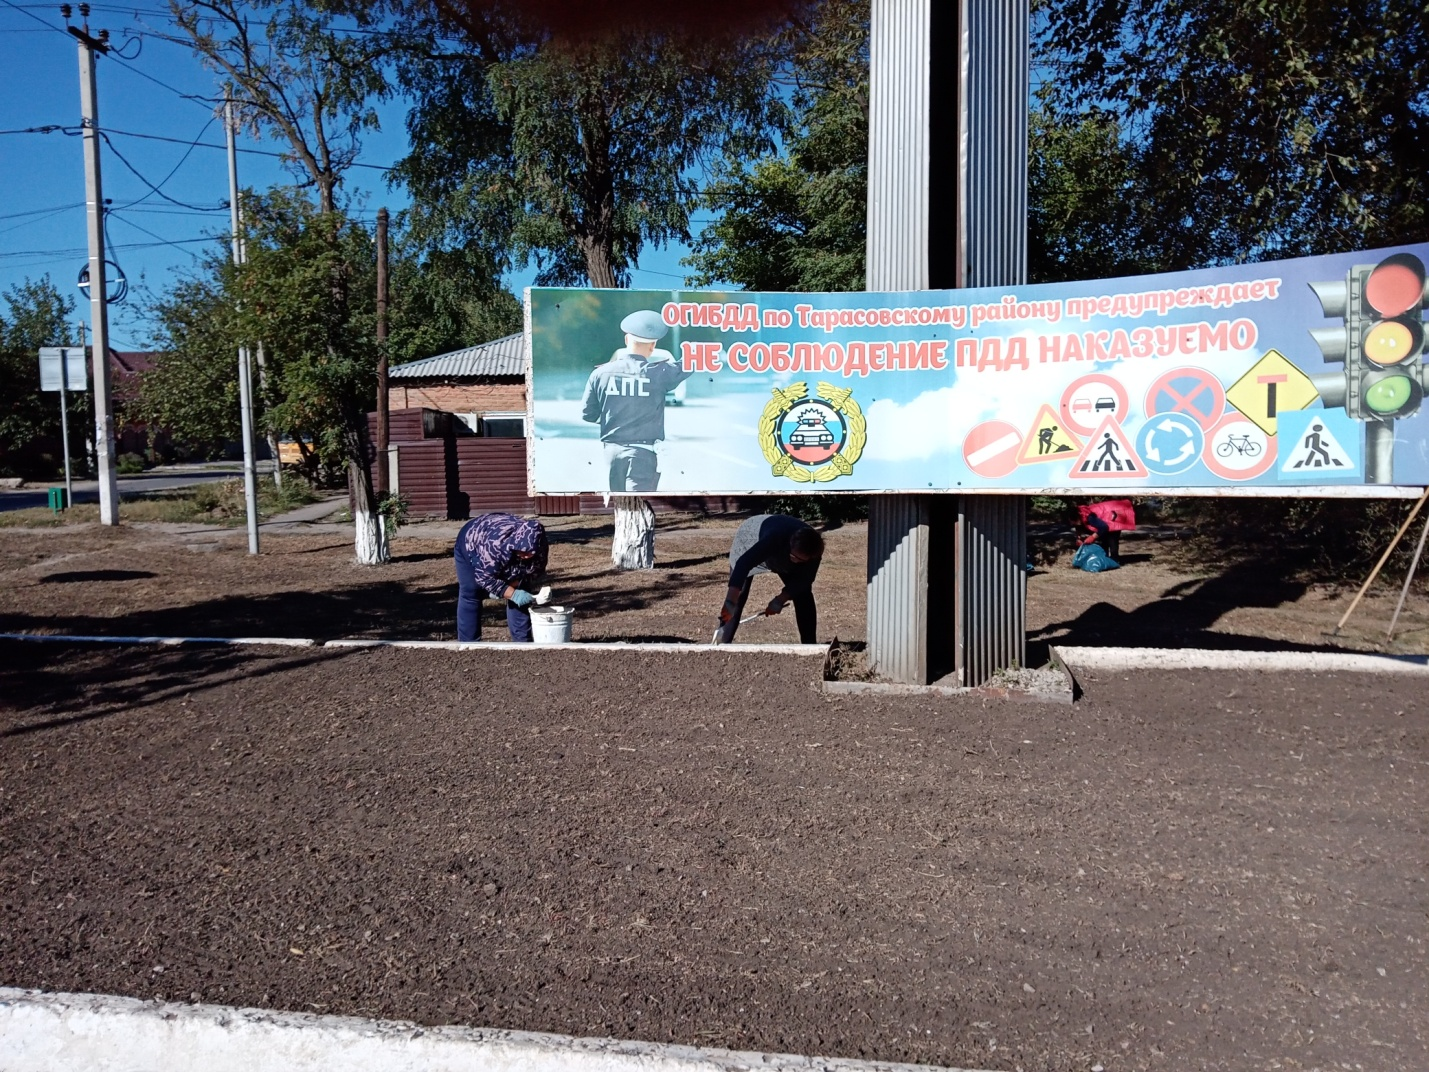 ОГИБДД по Тарасовскому району предупреждает
НЕ СОБЛЮДЕНИЕ ПДД НАКАЗУЕМО
ДПС